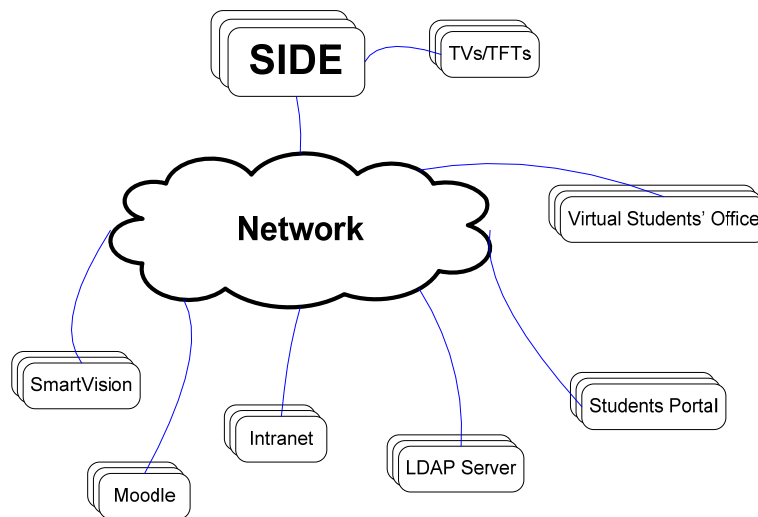 SIDE
TVs/TFTs
Virtual Students’ Office
Network
SmartVision
Students Portal
Intranet
LDAP Server
Moodle